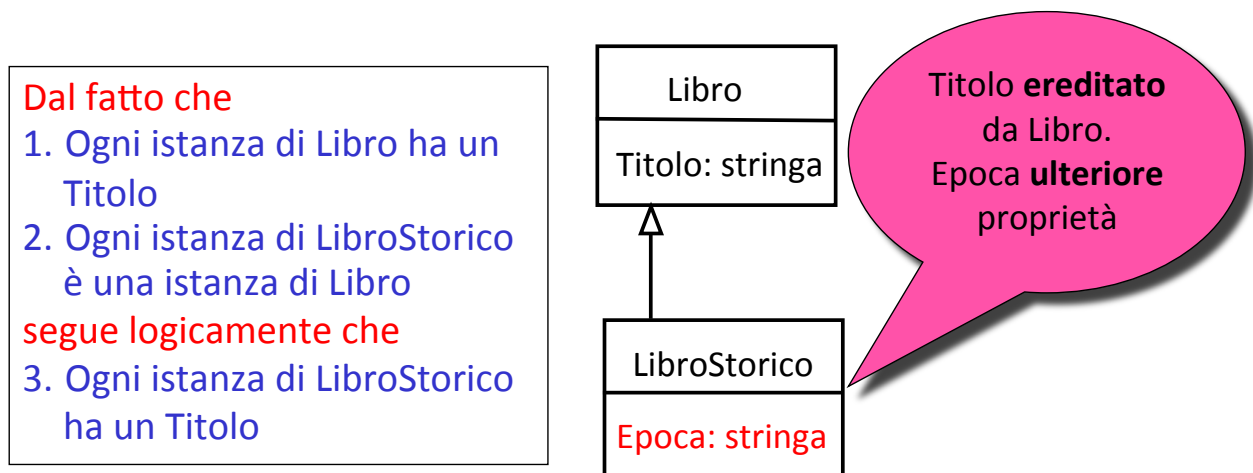 Dal fatto che
1. Ogni istanza di Libro ha un
Titolo
2. Ogni istanza di LibroStorico
è una istanza di Libro
segue logicamente che
3. Ogni istanza di LibroStorico
ha un Titolo
Libro
Titolo: stringa
LibroStorico
Epoca: stringa
Titolo ereditato
da Libro.
Epoca ulteriore
proprietà